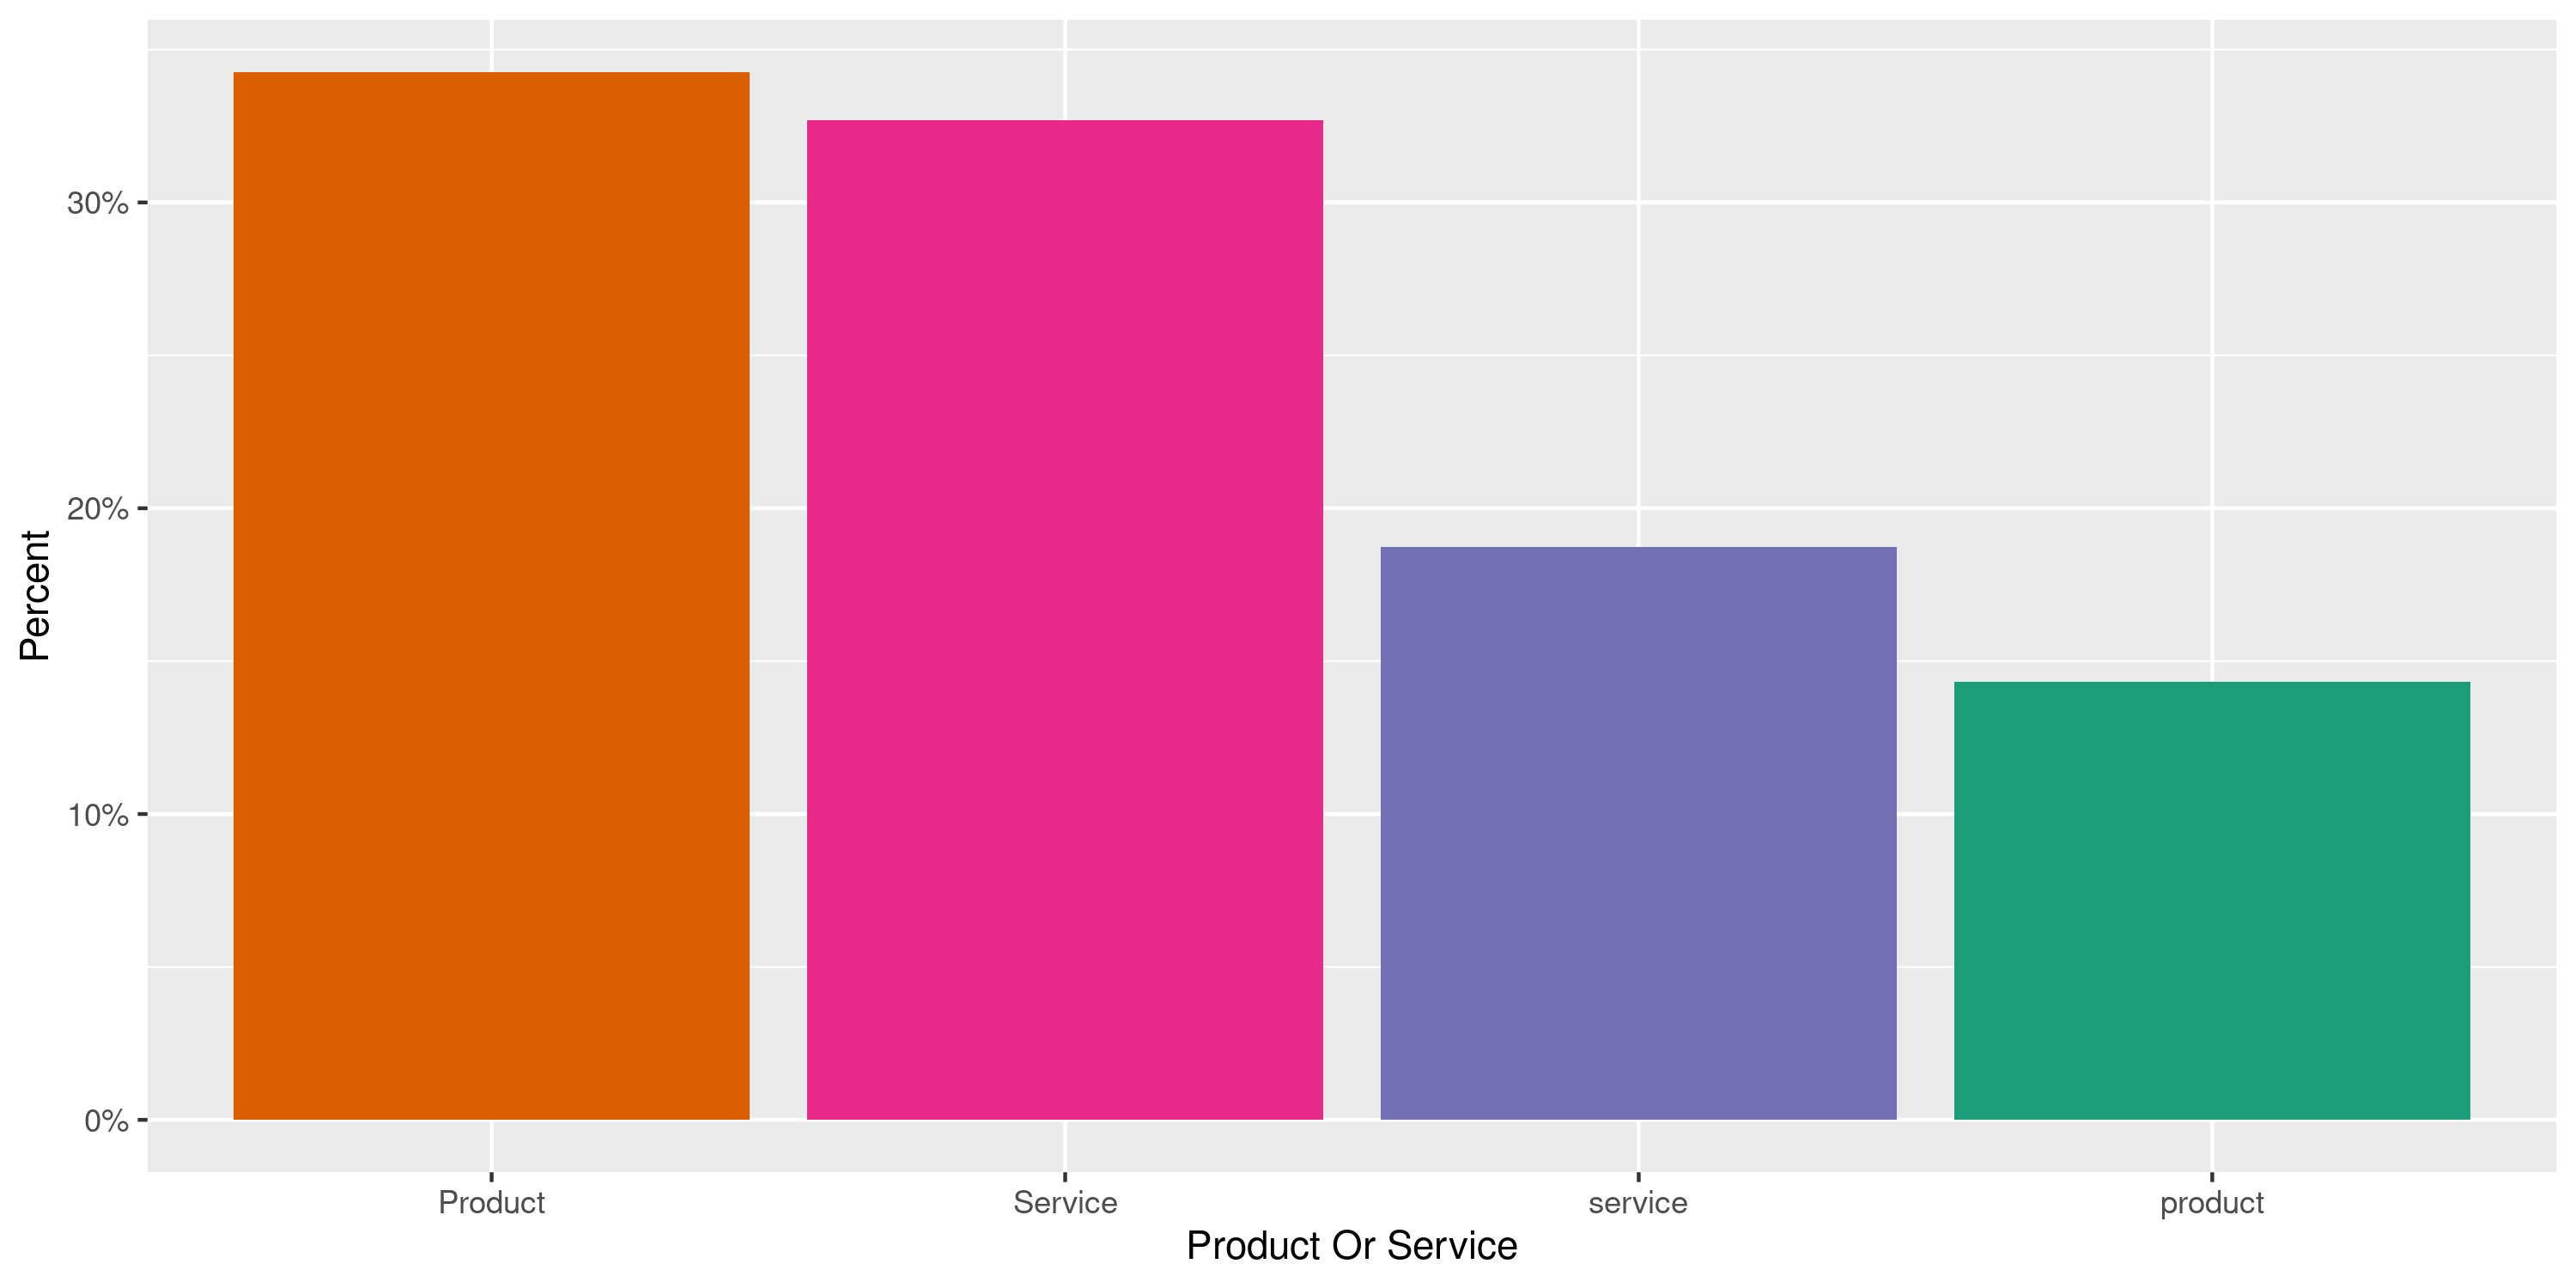 30%
20%
10%
0%
Percent
Product
Service
service
product
Product Or Service